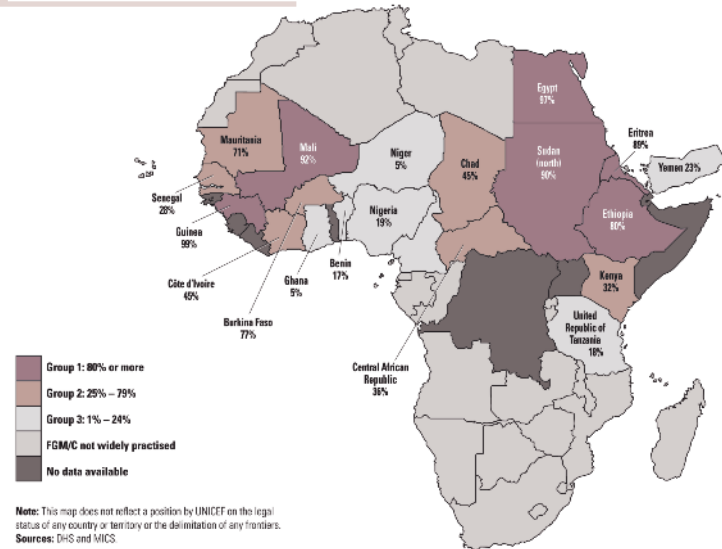 Egypt
97%
Eritrea
89%
Mauritania
71%
Mali
92%
Niger
5%
Chad
45%
Sudan
(north)
90%
Yemen 23%
Senegal
28%
Nigeria
19%
Ethiopia
80%
Guinea
99%
Benin
17%
Kenya
32%
Côte d'Ivoire
45%
Ghana
5%
Burkina Faso
77%
United
Republic of
Tanzania
18%
Central African
Republic
36%
Group 1: 80% or more
Group 2: 25% – 79%
Group 3: 1% – 24%
FGM/C not widely practised
No data available
Note: This map does not reflect a position by UNICEF on the legal
status of any country or territory or the delimitation of any frontiers.
Sources: DHS and MICS.